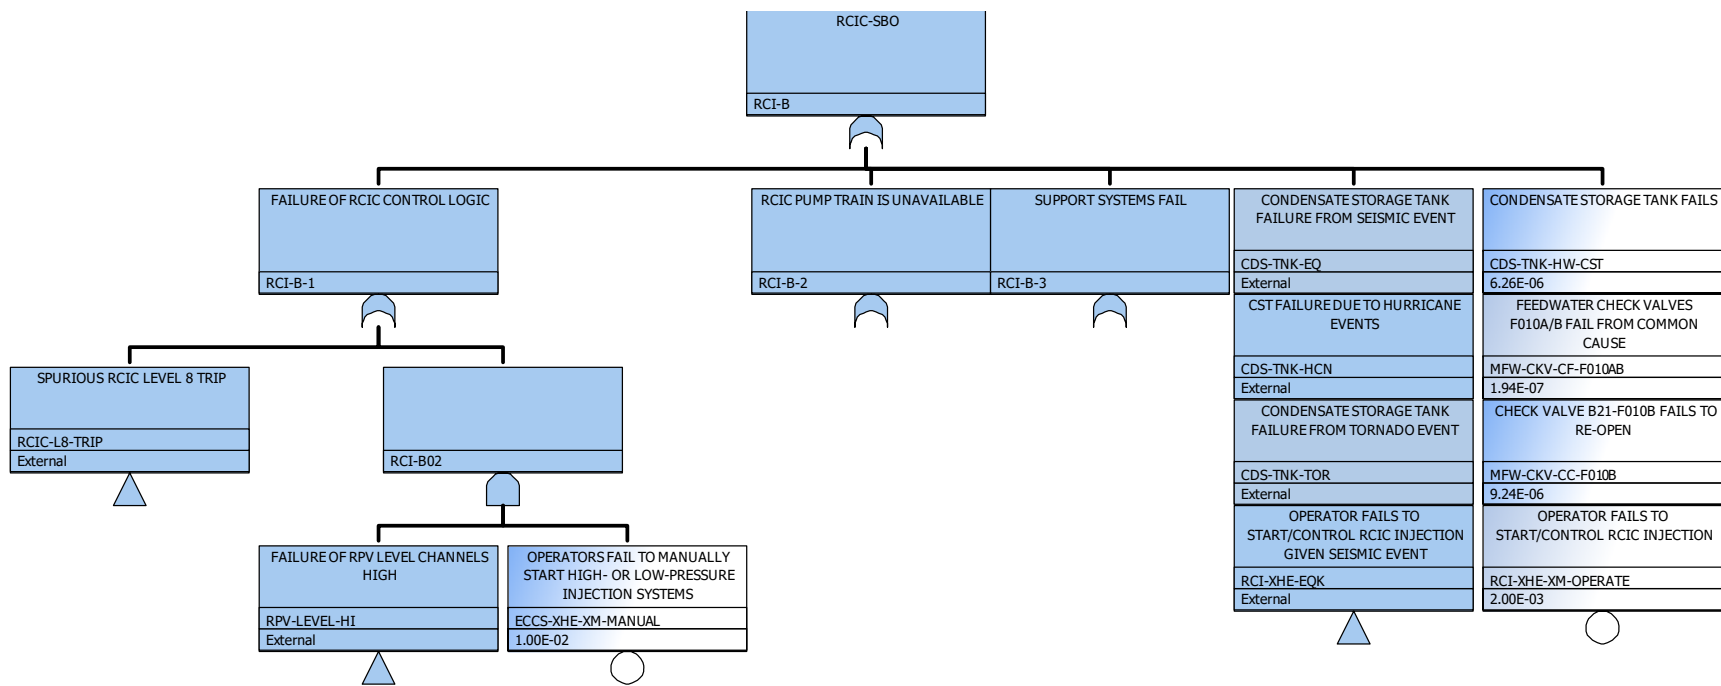 RCIC-SBO
RCI-B
FAILURE OF RCIC CONTROL LOGIC
RCI-B-1
RCIC PUMP TRAIN IS UNAVAILABLE
RCI-B-2
SUPPORT SYSTEMS FAIL
RCI-B-3
CONDENSATE STORAGE TANK
FAILURE FROM SEISMIC EVENT
CDS-TNK-EQ
External
CONDENSATE STORAGE TANK FAILS
CDS-TNK-HW-CST
6.26E-06
CST FAILURE DUE TO HURRICANE
EVENTS
CDS-TNK-HCN
External
FEEDWATER CHECK VALVES
F010A/B FAIL FROM COMMON
CAUSE
MFW-CKV-CF-F010AB
1.94E-07
SPURIOUS RCIC LEVEL 8 TRIP
RCIC-L8-TRIP
External
RCI-B02
CONDENSATE STORAGE TANK
FAILURE FROM TORNADO EVENT
CDS-TNK-TOR
External
CHECK VALVE B21-F010B FAILS TO
RE-OPEN
MFW-CKV-CC-F010B
9.24E-06
FAILURE OF RPV LEVEL CHANNELS
HIGH
RPV-LEVEL-HI
External
OPERATORS FAIL TO MANUALLY
START HIGH- OR LOW-PRESSURE
INJECTION SYSTEMS
ECCS-XHE-XM-MANUAL
1.00E-02
OPERATOR FAILS TO
START/CONTROL RCIC INJECTION
GIVEN SEISMIC EVENT
RCI-XHE-EQK
External
OPERATOR FAILS TO
START/CONTROL RCIC INJECTION
RCI-XHE-XM-OPERATE
2.00E-03